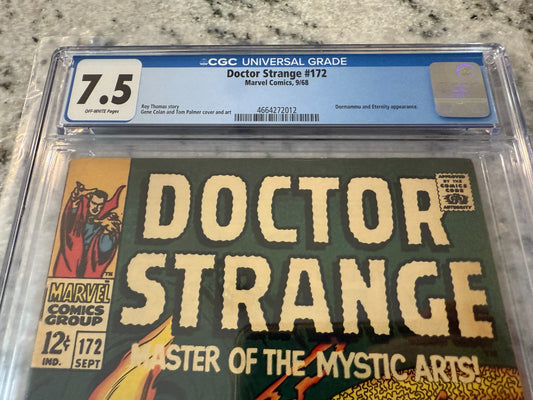 CGC UNIVERSAL GRADE
7.5
OFF-WHITE Pages
Doctor Strange #172
Marvel Comics, 9/68
Roy Thomas story
Gene Colan and Tom Palmer cover and art
4664272012
Dormammu and Eternity appearance.
DOCTOR
STRANGE
MASTER OF THE MYSTIC ARTS!
APPROVED
BY THE
COMICS
CODE
AUTHORITY
TM
MARVEL
COMICS
GROUP
12¢
IND.
172
SEPT